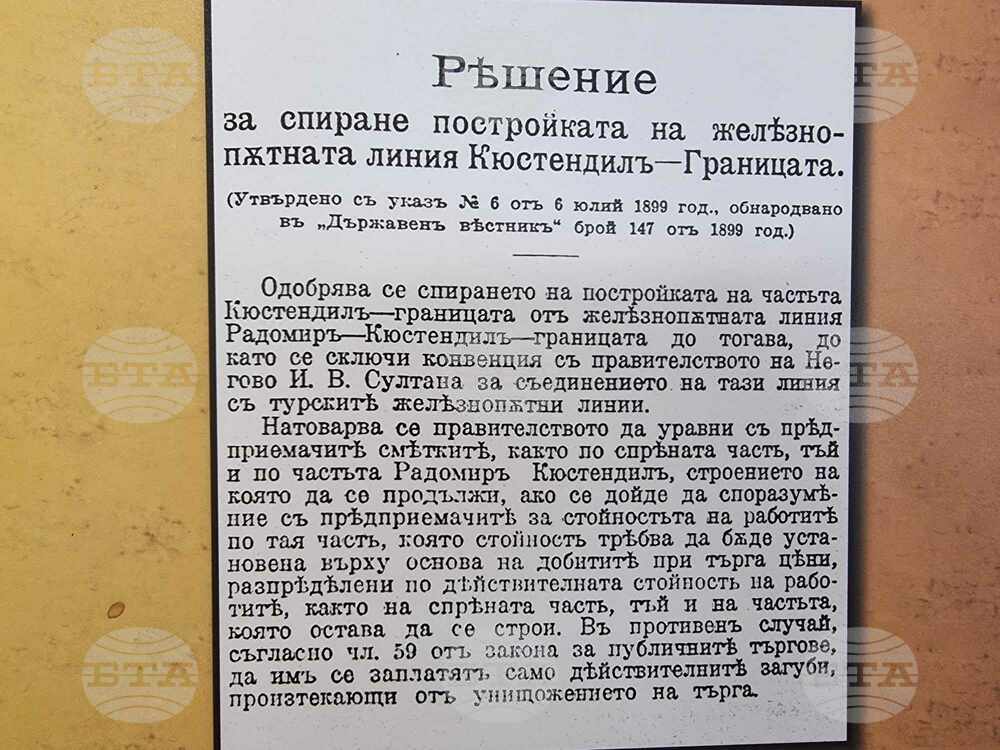 Рѣшение
за спиране постройката на желѣзно-
пѫтната линия Кюстендилъ—Границата.
(Утвърдено съ указъ № 6 отъ 6 юлий 1899 год., обнародвано
въ „Държавенъ вѣстникъ“ брой 147 отъ 1899 год.)
Одобрява се спирането на постройката на частьта
Кюстендилъ—границата отъ желѣзнопѫтната линия
Радомиръ—Кюстендилъ—границата до тогава, до
като се сключи конвенция съ правителството на Не-
гово И. В. Султана за съединението на тази линия
съ турскитѣ желѣзнопѫтни линии.
Натоварва се правителството да уравни съ прѣд-
приемачитѣ смѣткитѣ, както по спрѣната часть, тъй
и по частьта Радомиръ Кюстендилъ, строението на
която да се продължи, ако се дойде да споразумѣ-
ние съ прѣдприемачитѣ за стойностьта на работитѣ
по тая часть, която стойность трѣбва да бѫде уста-
новена върху основа на добититѣ при търга цѣни,
разпрѣдѣлени по дѣйствителната стойность на рабо-
титѣ, както на спрѣната часть, тъй и на частьта,
която остава да се строи. Въ противенъ случай,
съгласно чл. 59 отъ закона за публичнитѣ търгове,
да имъ се заплатятъ само дѣйствителнитѣ загуби,
произтекающи отъ унищожението на търга.
БТА
БТА
БТА
БТА
БТА
БТА